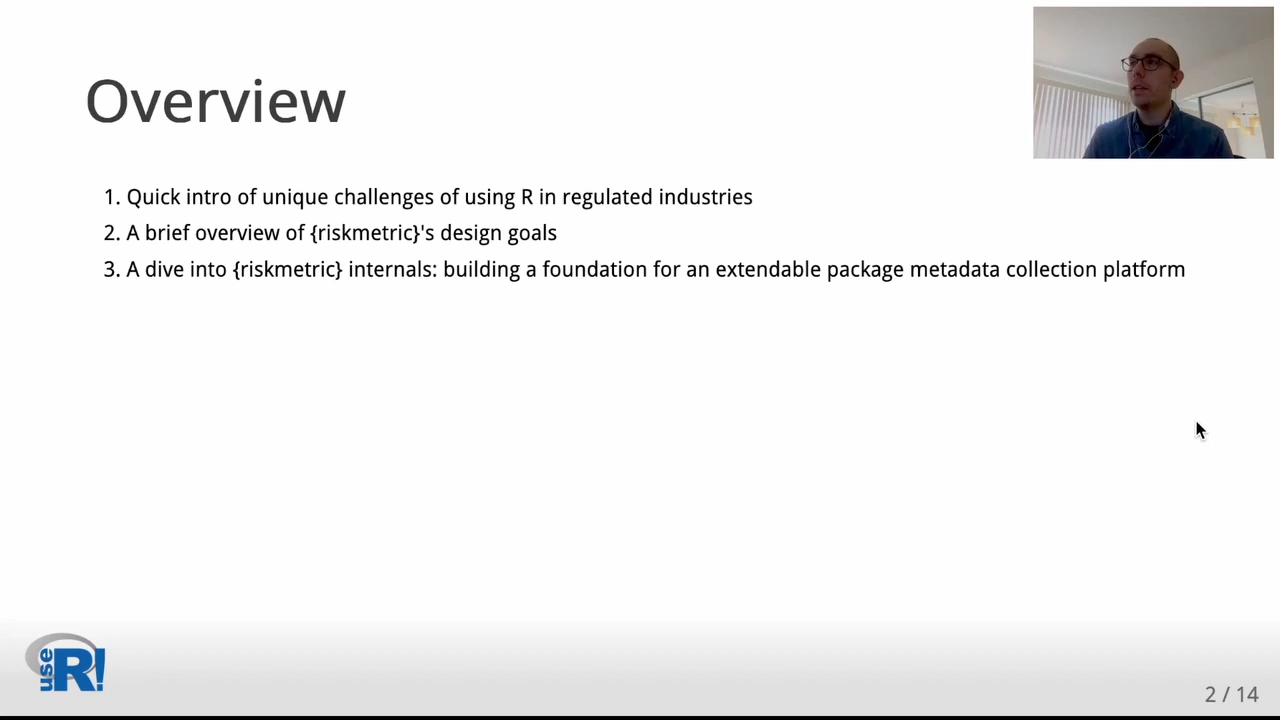 Overview
1. Quick intro of unique challenges of using R in regulated industries
2. A brief overview of {riskmetric}'s design goals
3. A dive into {riskmetric} internals: building a foundation for an extendable package metadata collection platform
use R!
2 / 14